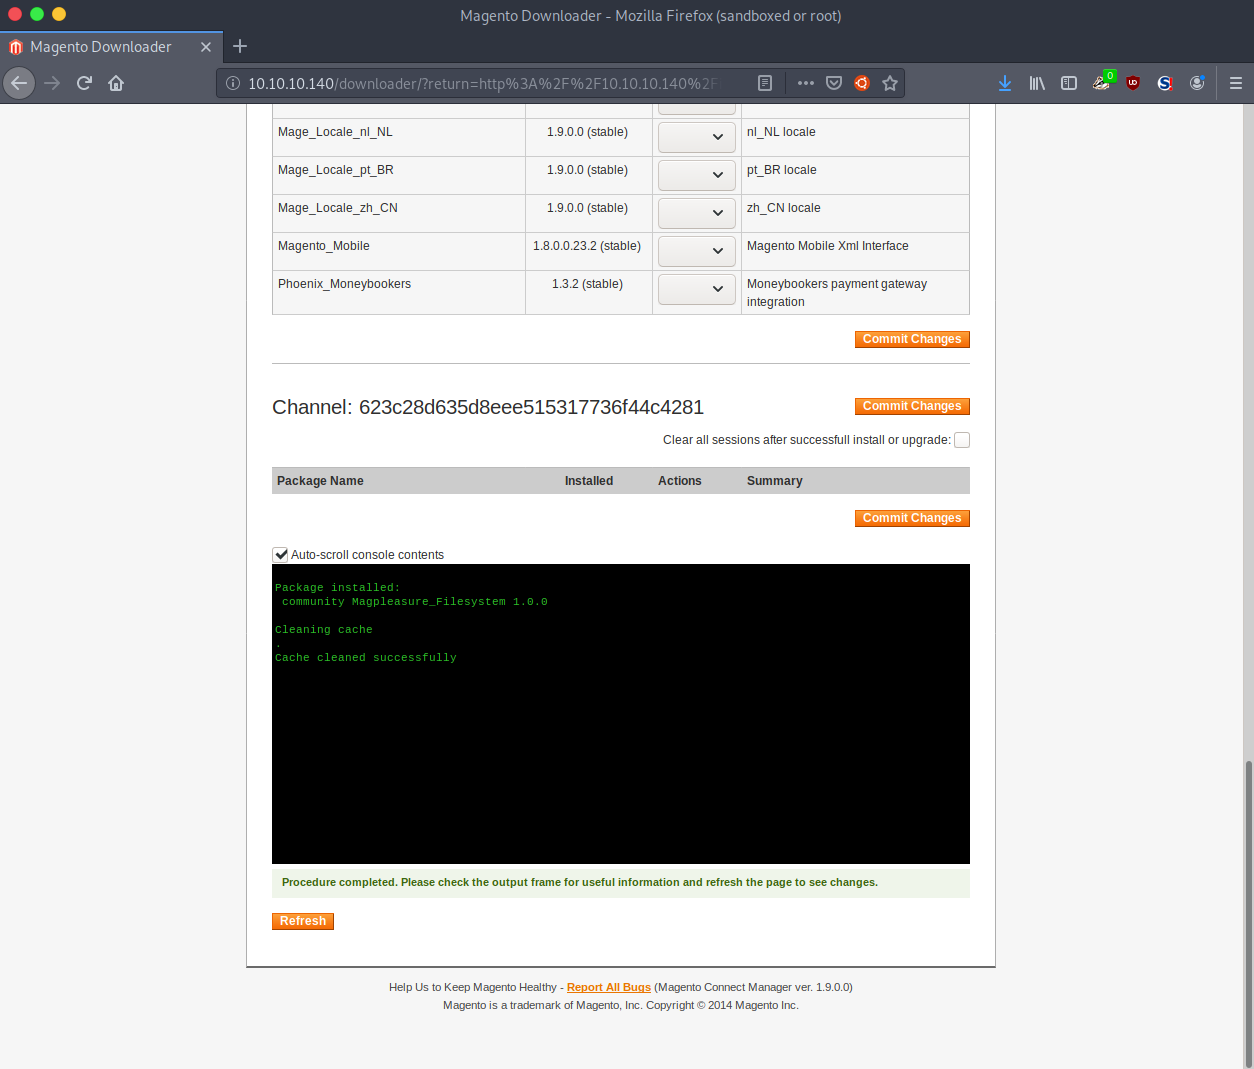 Magento Downloader - Mozilla Firefox (sandboxed or root)
Magento Downloader
10.10.10.140/downloader/?return=http%3A%2F%2F10.10.10.140%2F
0
Mage_Locale_nl_NL 1.9.0.0 (stable) nl_NL locale
Mage_Locale_pt_BR 1.9.0.0 (stable) pt_BR locale
Mage_Locale_zh_CN 1.9.0.0 (stable) zh_CN locale
Magento_Mobile 1.8.0.0.23.2 (stable) Magento Mobile Xml Interface
Phoenix_Moneybookers 1.3.2 (stable) Moneybookers payment gateway
integration
Commit Changes
Channel: 623c28d635d8eee515317736f44c4281 Commit Changes
Clear all sessions after successfull install or upgrade:
Package Name Installed Actions Summary
Commit Changes
Auto-scroll console contents
Package installed:
community Magpleasure_Filesystem 1.0.0
Cleaning cache
.
Cache cleaned successfully
Procedure completed. Please check the output frame for useful information and refresh the page to see changes.
Refresh
Help Us to Keep Magento Healthy - Report All Bugs (Magento Connect Manager ver. 1.9.0.0)
Magento is a trademark of Magento, Inc. Copyright © 2014 Magento Inc.